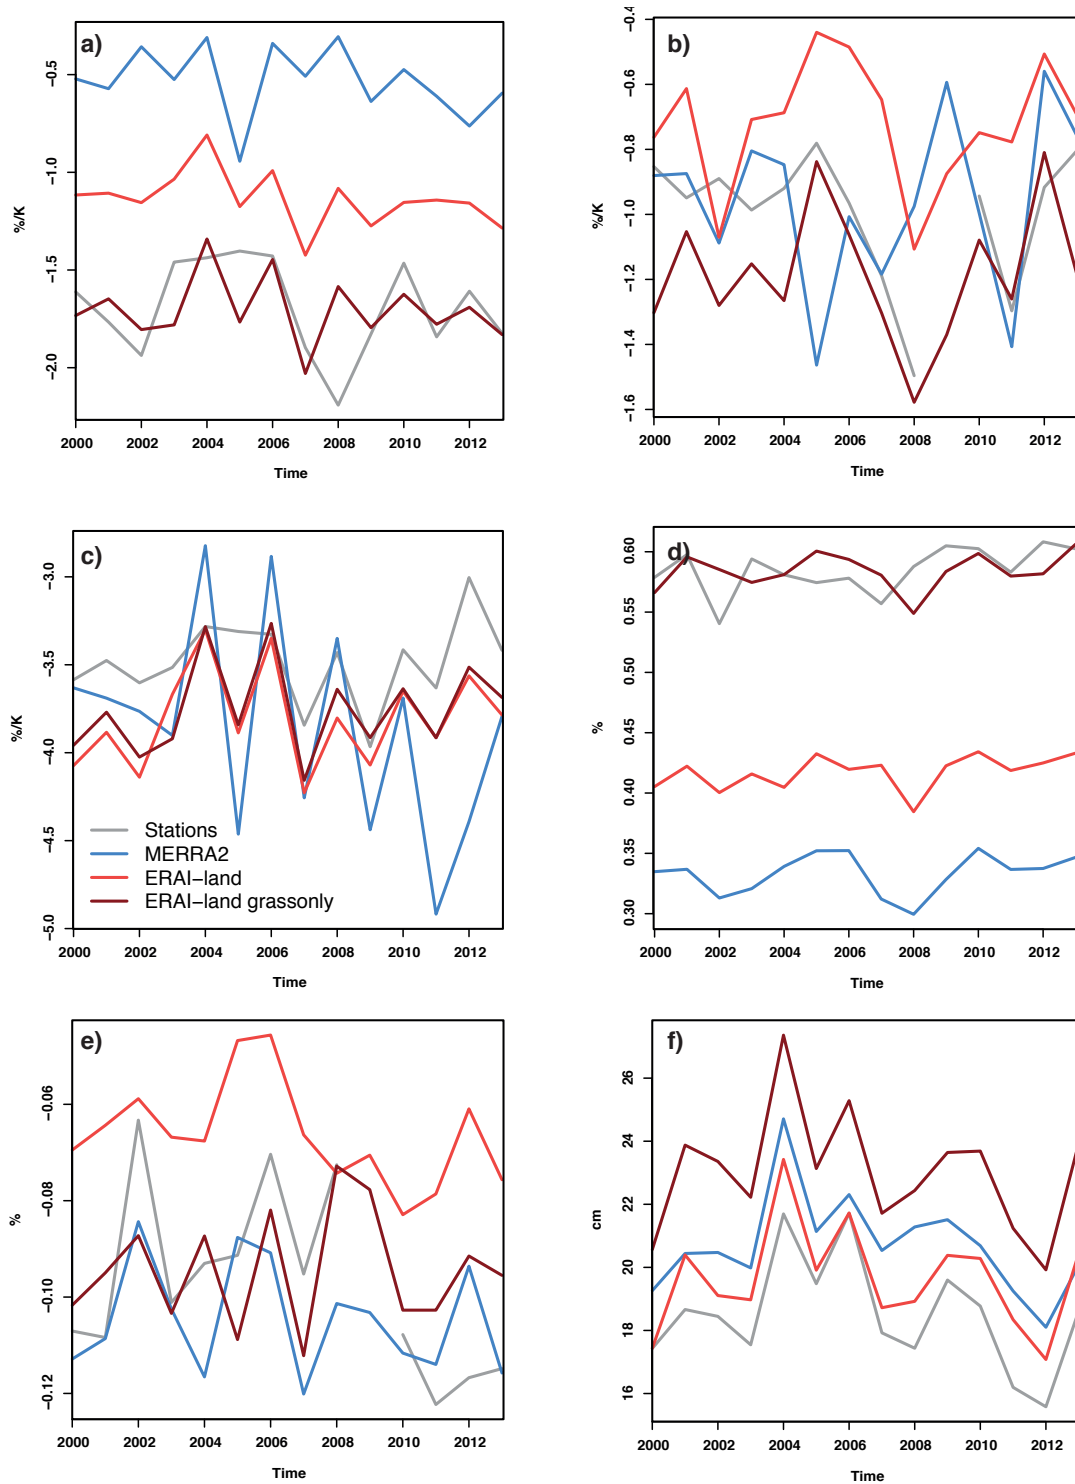 a)
%/K
−0.5
−1.0
−1.5
−2.0
2000 2002 2004 2006 2008 2010 2012
Time
b)
%/K
−0.4
−0.6
−0.8
−1.0
−1.2
−1.4
−1.6
2000 2002 2004 2006 2008 2010 2012
Time
c)
%/K
−3.0
−3.5
−4.0
−4.5
−5.0
Stations
MERRA2
ERAI−land
ERAI−land grassonly
2000 2002 2004 2006 2008 2010 2012
Time
d)
%
0.60
0.55
0.50
0.45
0.40
0.35
0.30
2000 2002 2004 2006 2008 2010 2012
Time
e)
%
−0.06
−0.08
−0.10
−0.12
2000 2002 2004 2006 2008 2010 2012
Time
f)
cm
26
24
22
20
18
16
2000 2002 2004 2006 2008 2010 2012
Time